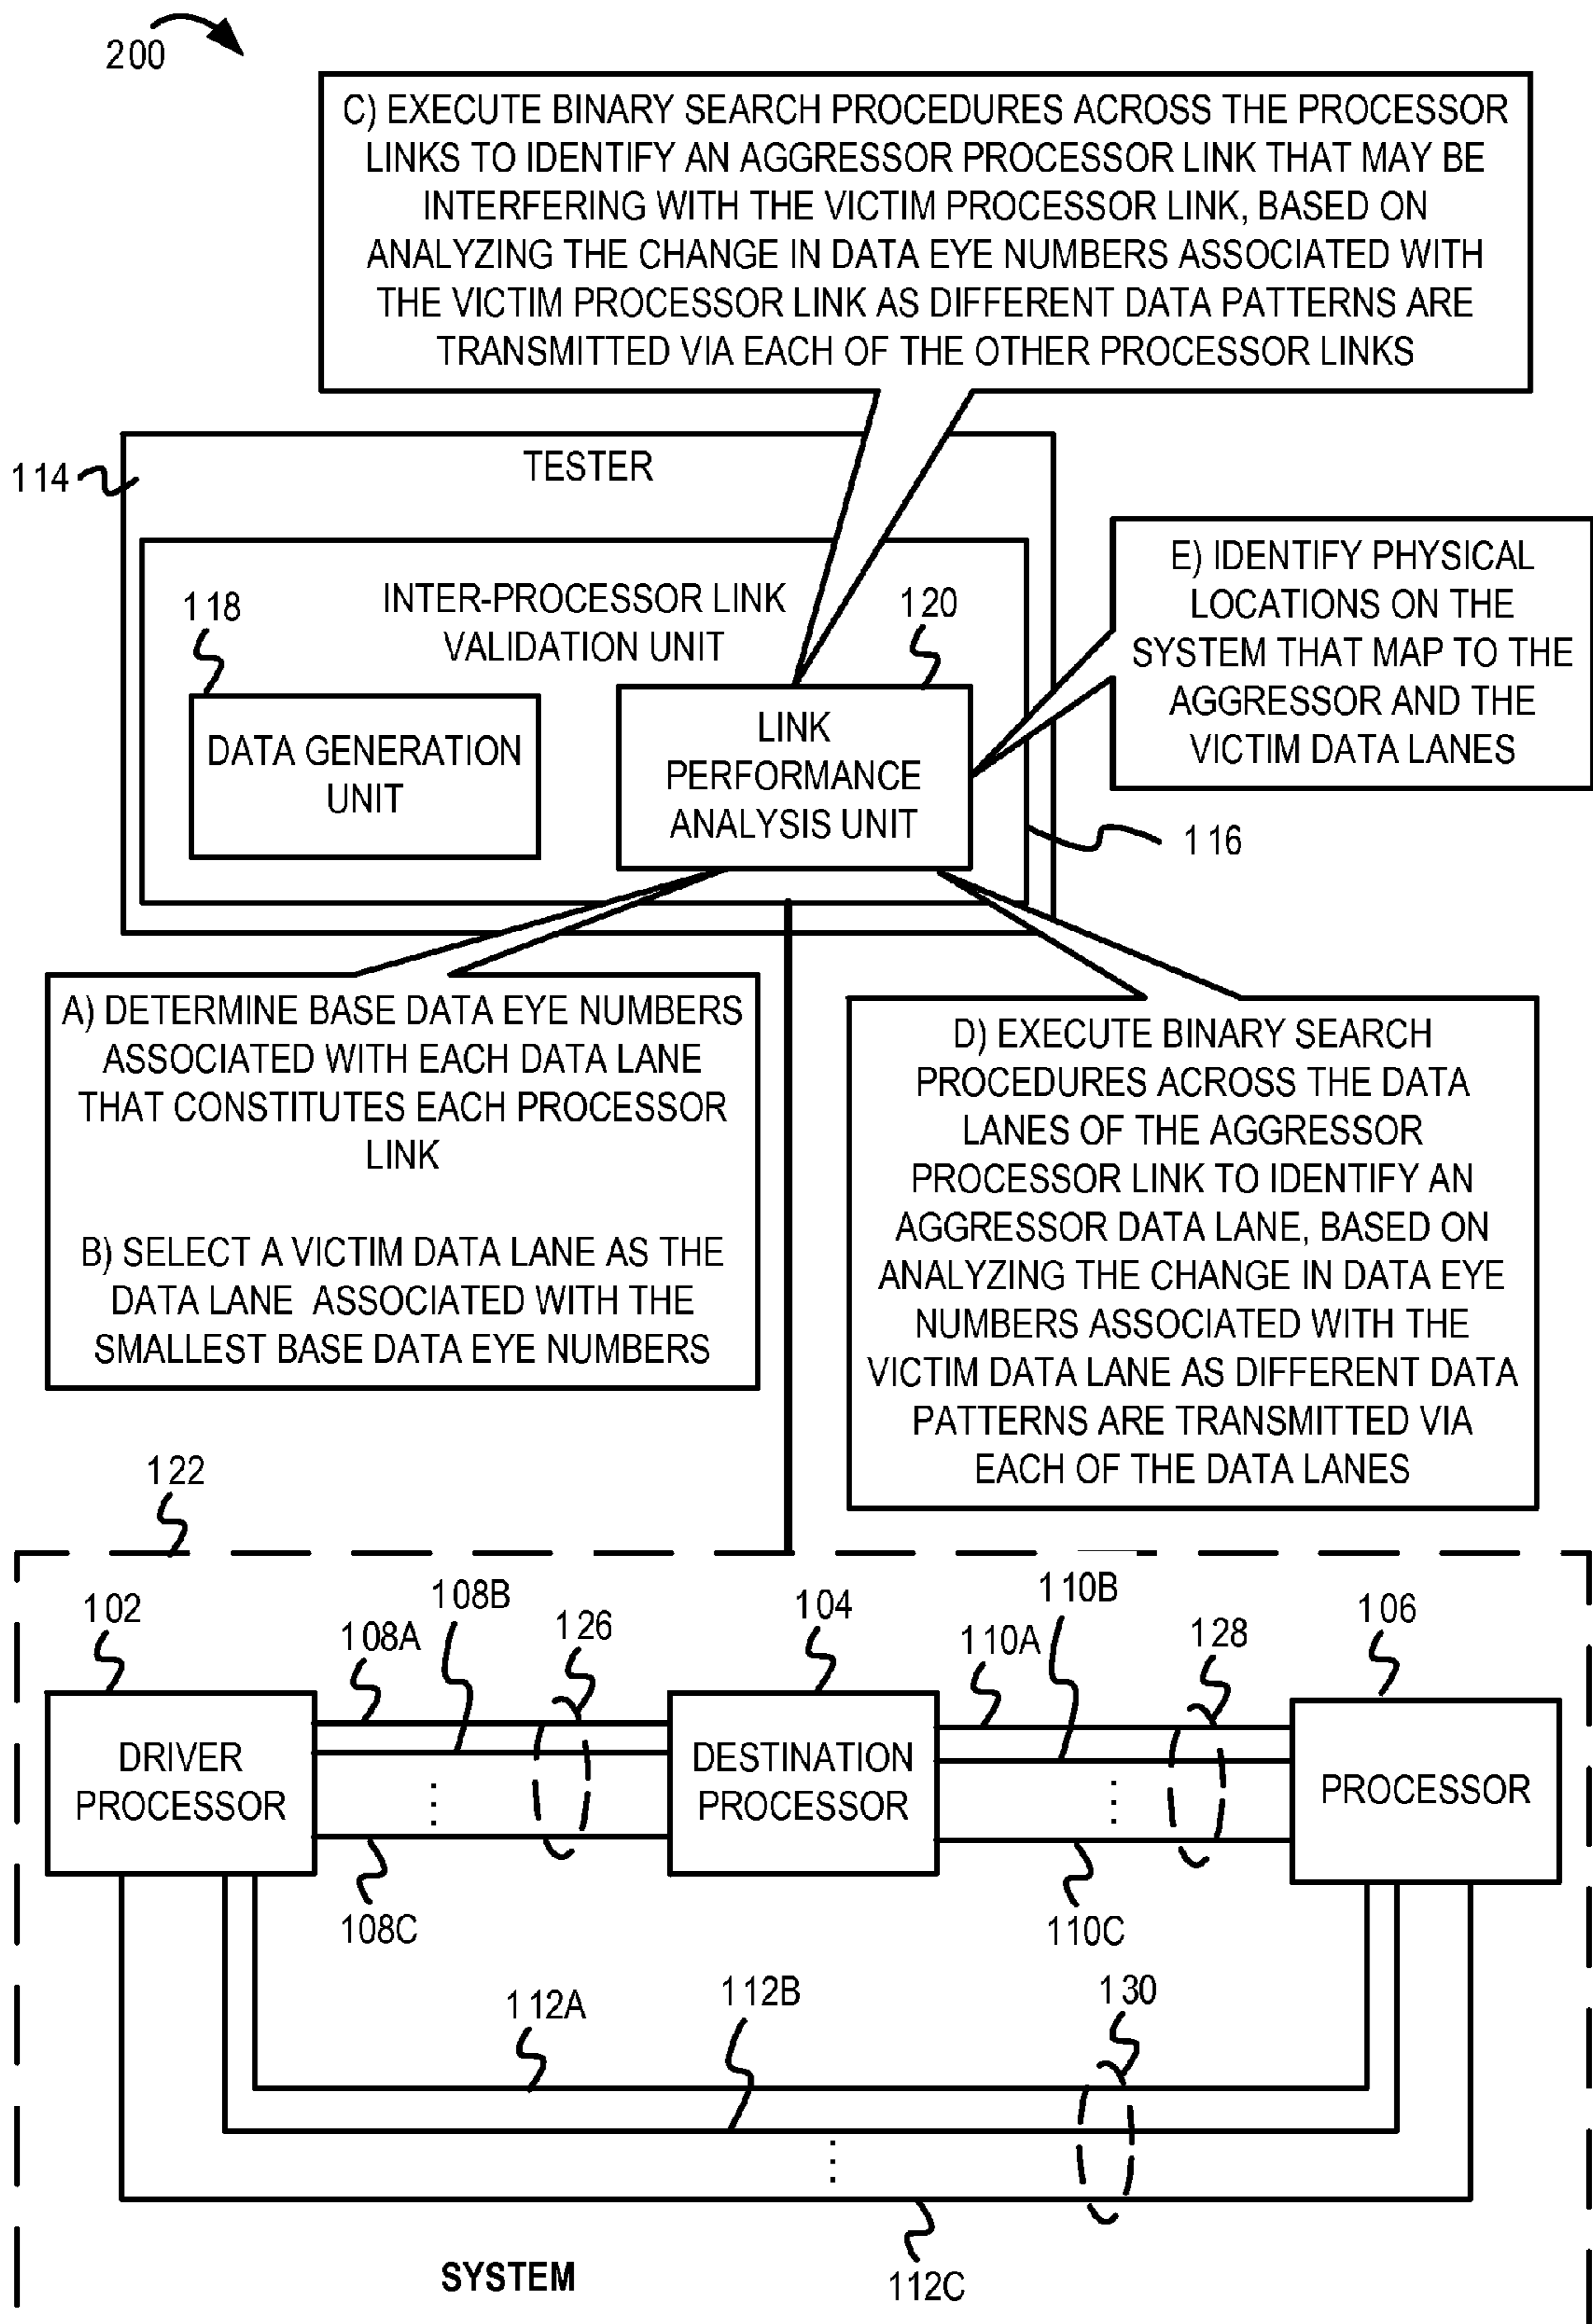 200
C) EXECUTE BINARY SEARCH PROCEDURES ACROSS THE PROCESSOR
LINKS TO IDENTIFY AN AGGRESSOR PROCESSOR LINK THAT MAY BE
INTERFERING WITH THE VICTIM PROCESSOR LINK, BASED ON
ANALYZING THE CHANGE IN DATA EYE NUMBERS ASSOCIATED WITH
THE VICTIM PROCESSOR LINK AS DIFFERENT DATA PATTERNS ARE
TRANSMITTED VIA EACH OF THE OTHER PROCESSOR LINKS
114
TESTER
E) IDENTIFY PHYSICAL
LOCATIONS ON THE
SYSTEM THAT MAP TO THE
AGGRESSOR AND THE
VICTIM DATA LANES
118
INTER-PROCESSOR LINK
VALIDATION UNIT
120
DATA GENERATION
UNIT
LINK
PERFORMANCE
ANALYSIS UNIT
116
A) DETERMINE BASE DATA EYE NUMBERS
ASSOCIATED WITH EACH DATA LANE
THAT CONSTITUTES EACH PROCESSOR
LINK
B) SELECT A VICTIM DATA LANE AS THE
DATA LANE ASSOCIATED WITH THE
SMALLEST BASE DATA EYE NUMBERS
D) EXECUTE BINARY SEARCH
PROCEDURES ACROSS THE DATA
LANES OF THE AGGRESSOR
PROCESSOR LINK TO IDENTIFY AN
AGGRESSOR DATA LANE, BASED ON
ANALYZING THE CHANGE IN DATA EYE
NUMBERS ASSOCIATED WITH THE
VICTIM DATA LANE AS DIFFERENT DATA
PATTERNS ARE TRANSMITTED VIA
EACH OF THE DATA LANES
122
102
108A
108B
126
104
110A
110B
128
106
DRIVER
PROCESSOR
DESTINATION
PROCESSOR
PROCESSOR
108C
110C
112A
112B
130
112C
SYSTEM